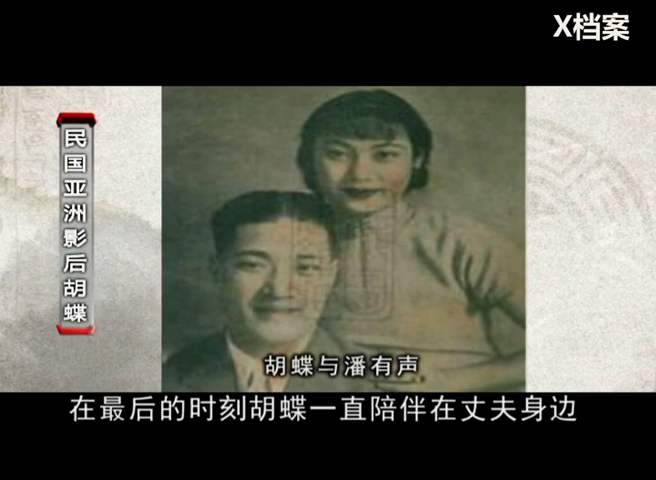 X档案
民国亚洲影后胡蝶
胡蝶与潘有声
在最后的时刻胡蝶一直陪伴在丈夫身边